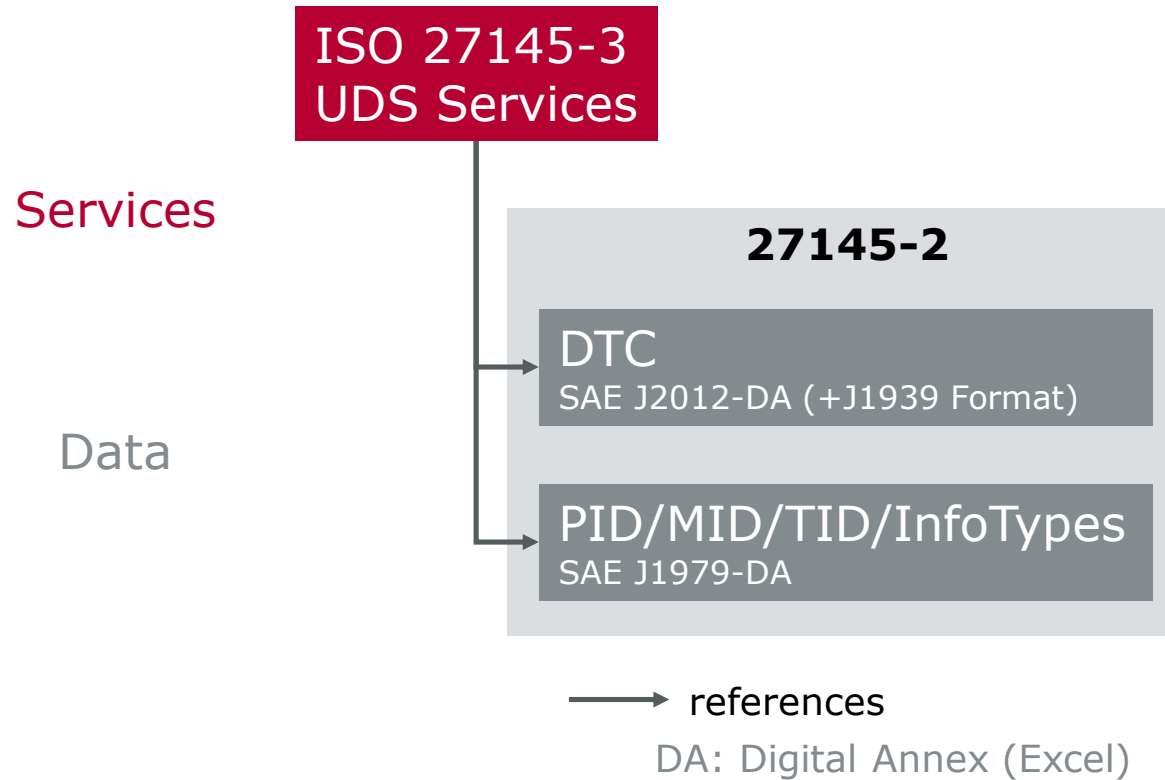 ISO 27145-3
UDS Services
Services
27145-2
DTC
SAE J2012-DA (+J1939 Format)
Data
PID/MID/TID/InfoTypes
SAE J1979-DA
references
DA: Digital Annex (Excel)